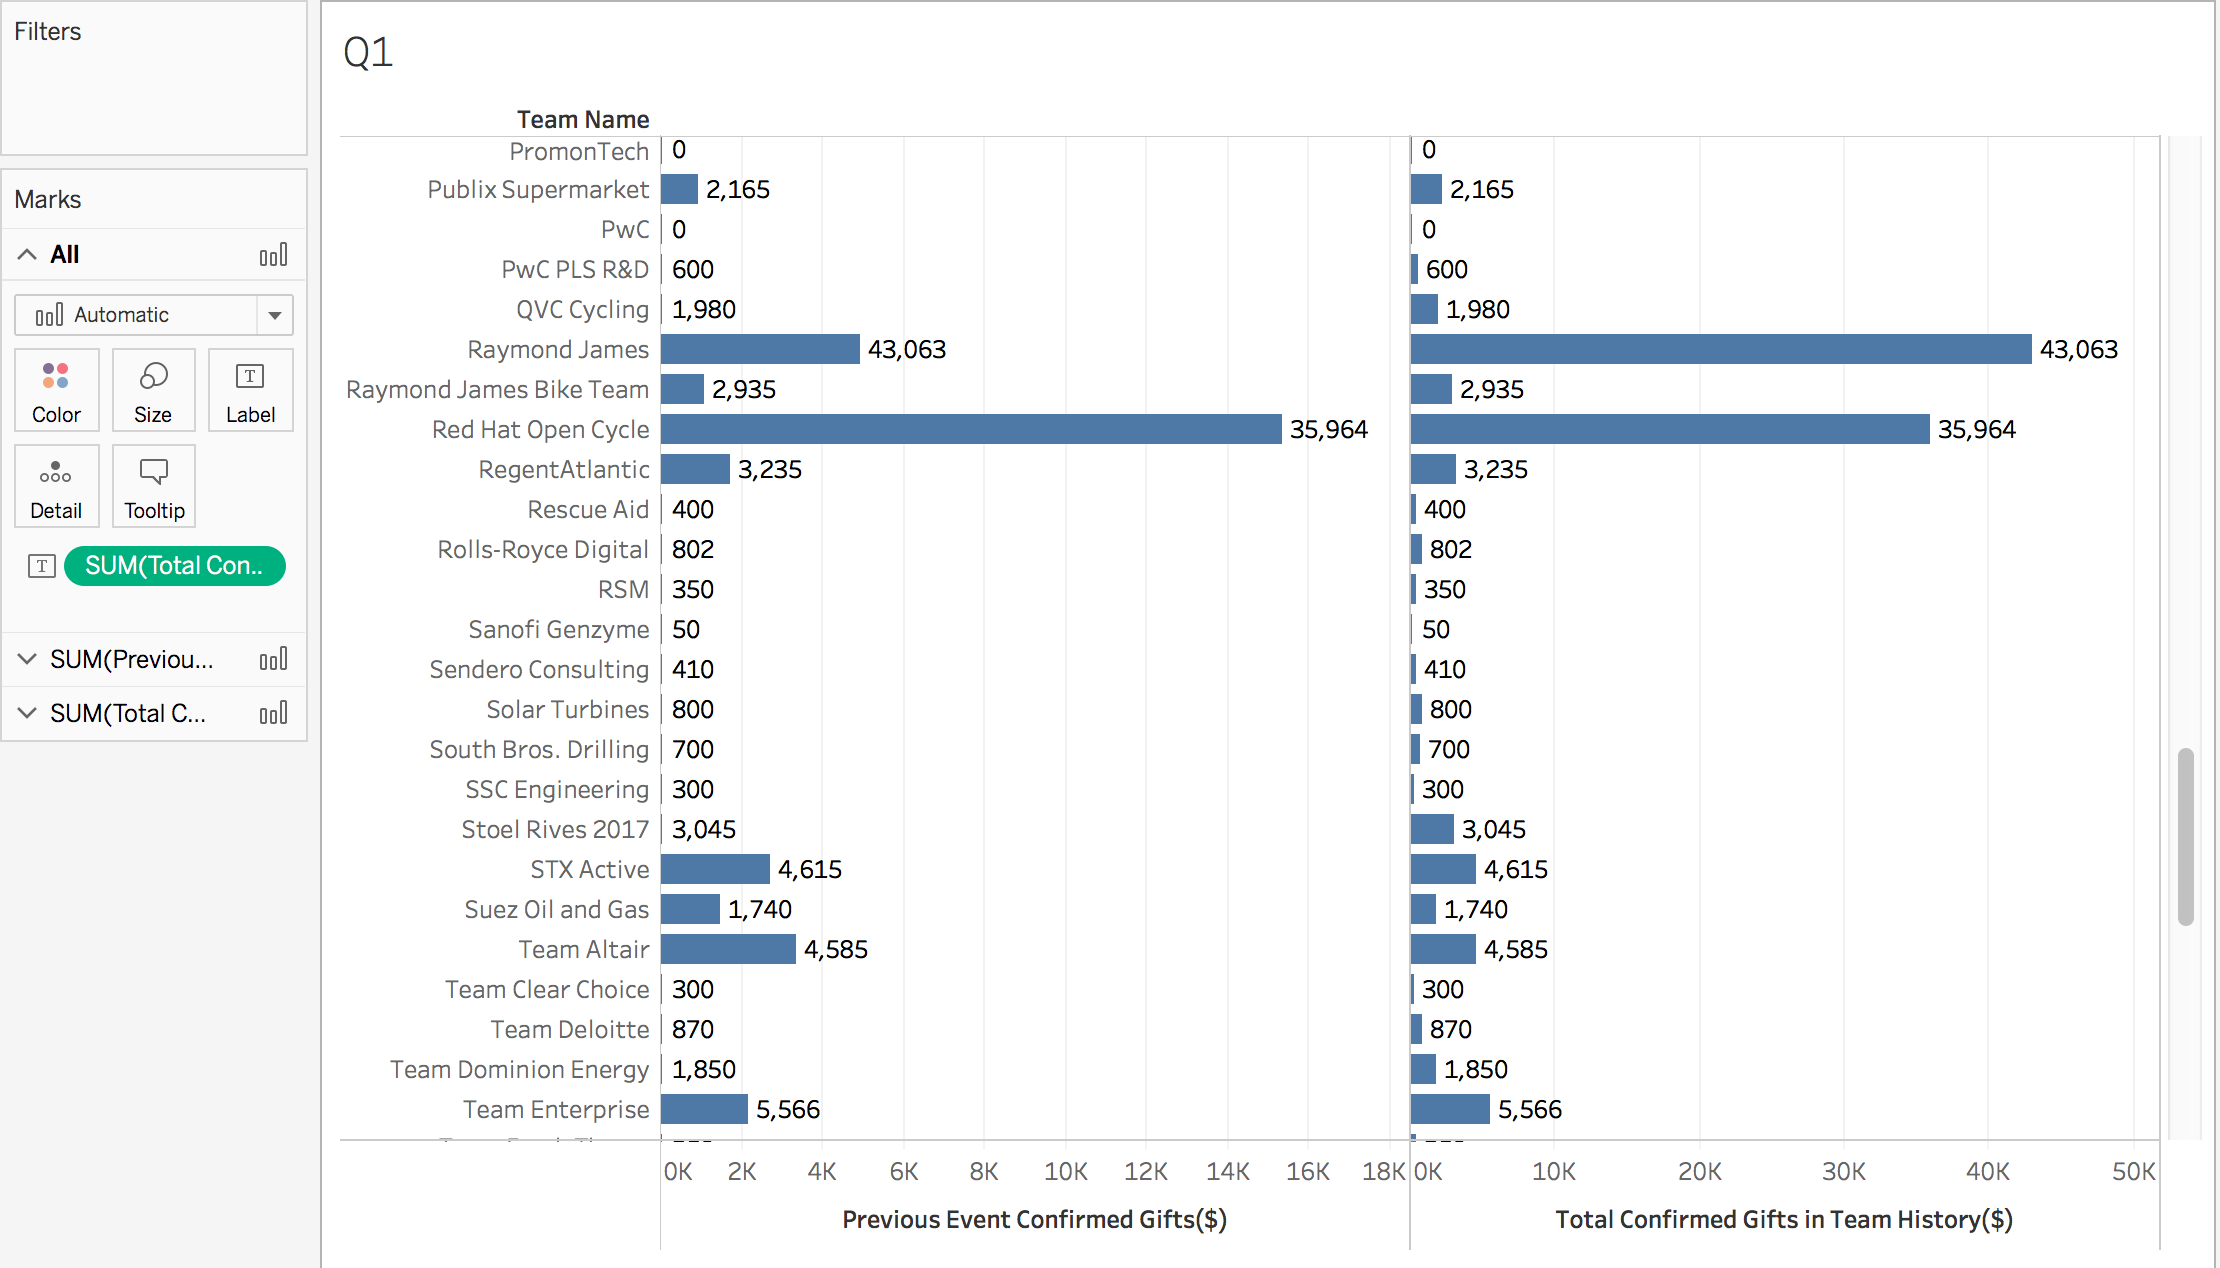 Filters
Marks
All
Automatic
Color Size T Label
Detail Tooltip
T SUM(Total Con..
SUM(Previou...
SUM(Total C...
Q1
Team Name
PromonTech 0 0
Publix Supermarket 2,165 2,165
PwC 0 0
PwC PLS R&D 600 600
QVC Cycling 1,980 1,980
Raymond James 43,063 43,063
Raymond James Bike Team 2,935 2,935
Red Hat Open Cycle 35,964 35,964
RegentAtlantic 3,235 3,235
Rescue Aid 400 400
Rolls-Royce Digital 802 802
RSM 350 350
Sanofi Genzyme 50 50
Sendero Consulting 410 410
Solar Turbines 800 800
South Bros. Drilling 700 700
SSC Engineering 300 300
Stoel Rives 2017 3,045 3,045
STX Active 4,615 4,615
Suez Oil and Gas 1,740 1,740
Team Altair 4,585 4,585
Team Clear Choice 300 300
Team Deloitte 870 870
Team Dominion Energy 1,850 1,850
Team Enterprise 5,566 5,566
0K 2K 4K 6K 8K 10K 12K 14K 16K 18K 0K 10K 20K 30K 40K 50K
Previous Event Confirmed Gifts($) Total Confirmed Gifts in Team History($)